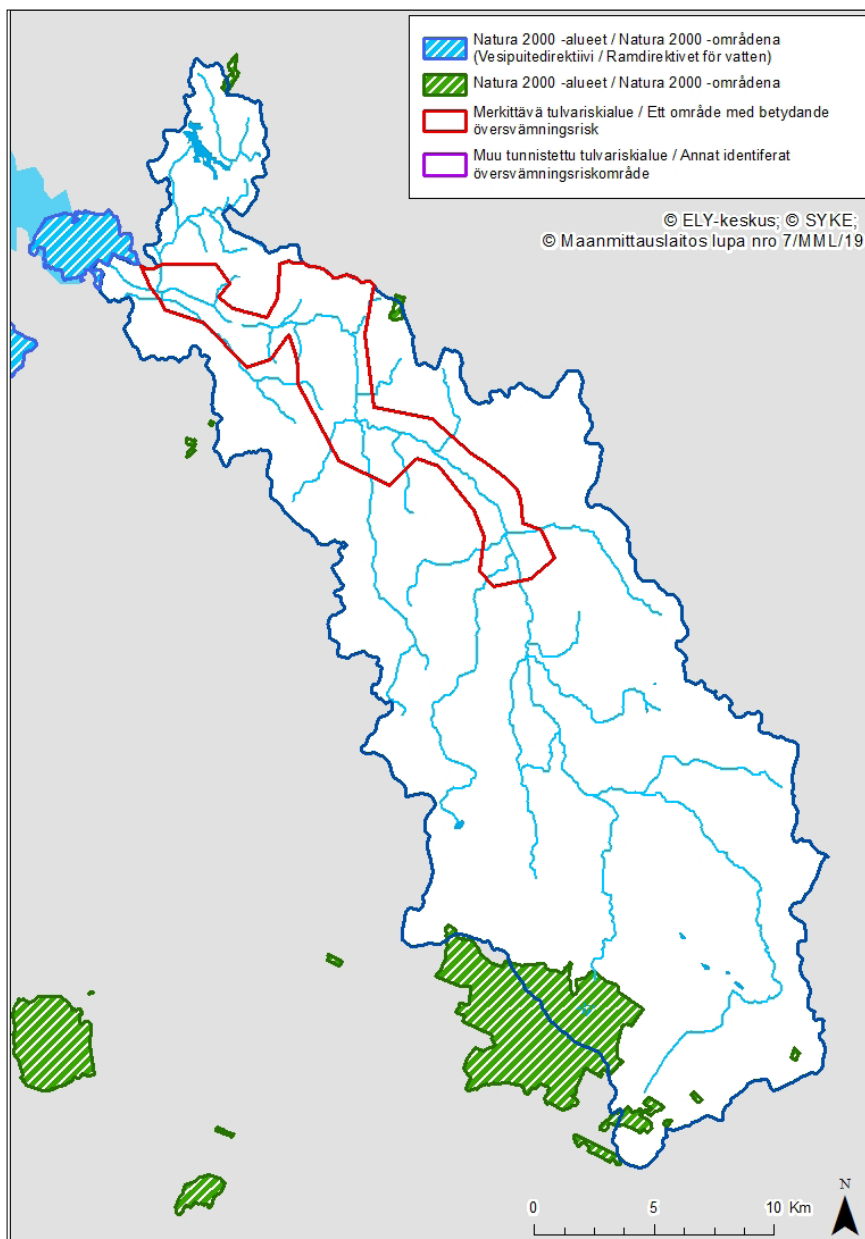 Natura 2000 -alueet / Natura 2000 -områdena
(Vesipuitedirektiivi / Ramdirektivet för vatten)
Natura 2000 -alueet / Natura 2000 -områdena
Merkittävä tulvariskialue / Ett område med betydande
översvämningsrisk
Muu tunnistettu tulvariskialue / Annat identiferat
översvämningsriskområde
© ELY-keskus; © SYKE;
© Maanmittauslaitos lupa nro 7/MML/19
N
0 5 10 Km